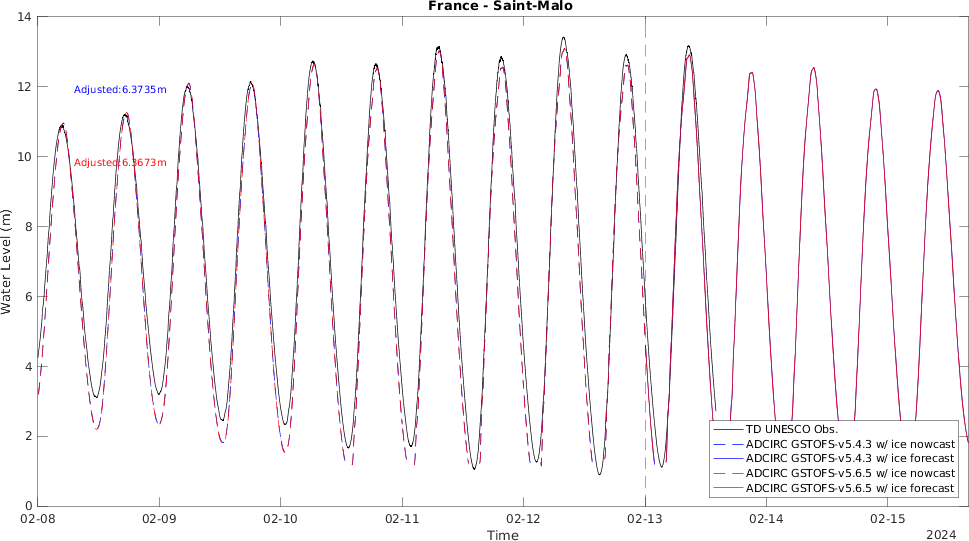 France - Saint-Malo
14
12
10
8
6
4
2
0
Water Level (m)
Adjusted:6.3735m
Adjusted:6.3673m
TD UNESCO Obs.
ADCIRC GSTOFS-v5.4.3 w/ ice nowcast
ADCIRC GSTOFS-v5.4.3 w/ ice forecast
ADCIRC GSTOFS-v5.6.5 w/ ice nowcast
ADCIRC GSTOFS-v5.6.5 w/ ice forecast
02-08 02-09 02-10 02-11 02-12 02-13 02-14 02-15
Time
2024